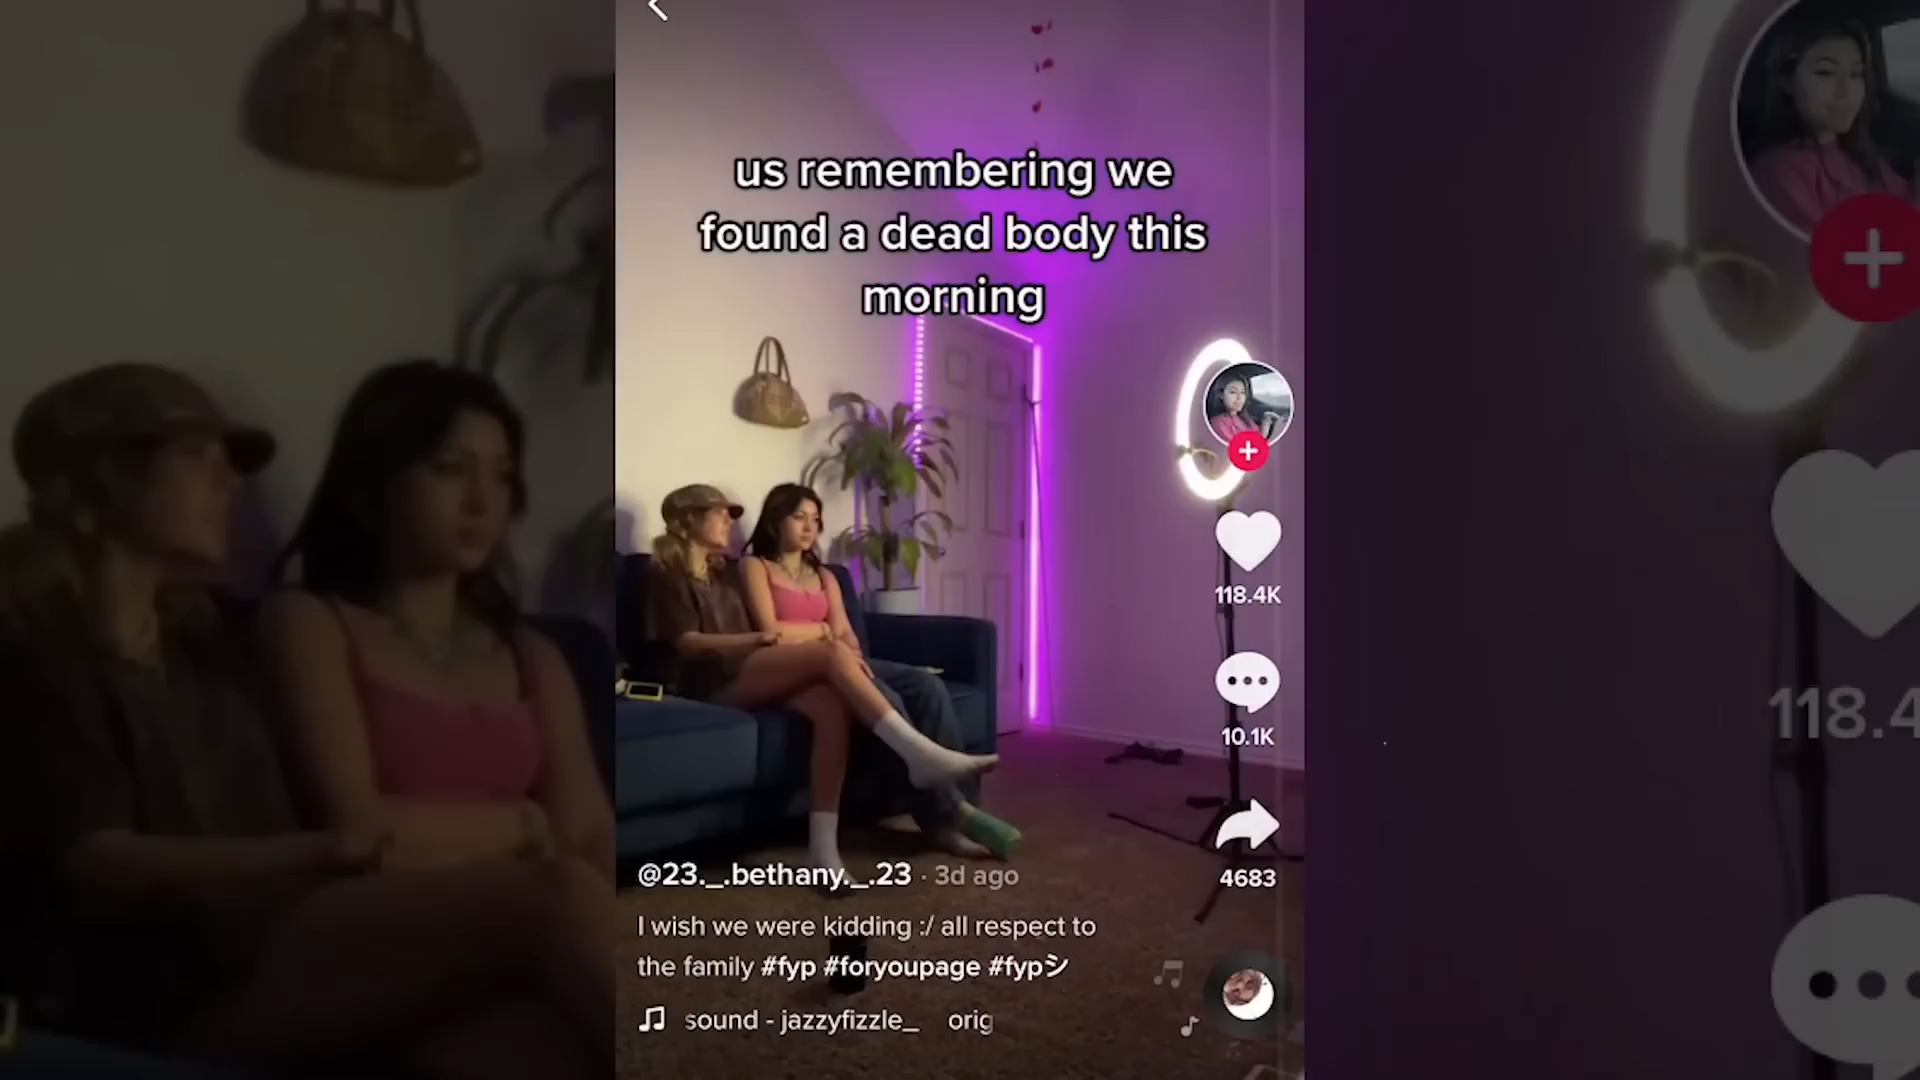 us remembering we
found a dead body this
morning
118.4K
10.1K
4683
@23._.bethany._.23 · 3d ago
I wish we were kidding :/ all respect to
the family #fyp #foryoupage #fypシ
sound - jazzyfizzle_ orig
118.4